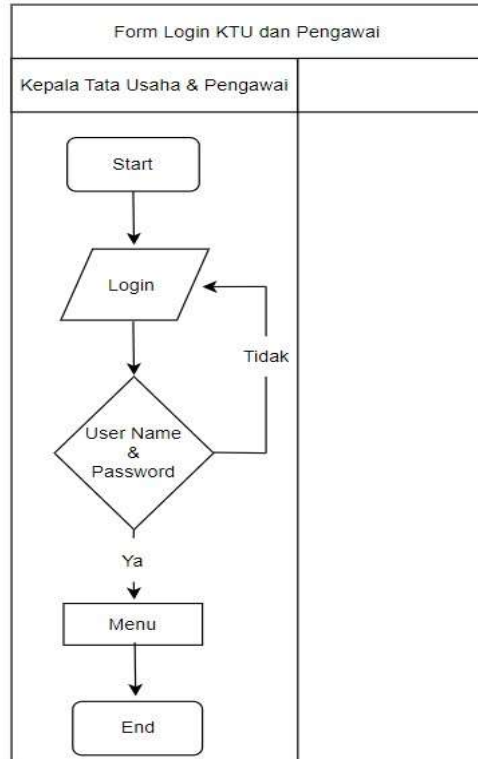 Form Login KTU dan Pengawai
Kepala Tata Usaha & Pengawai
Start
Login
Tidak
User Name
&
Password
Ya
Menu
End